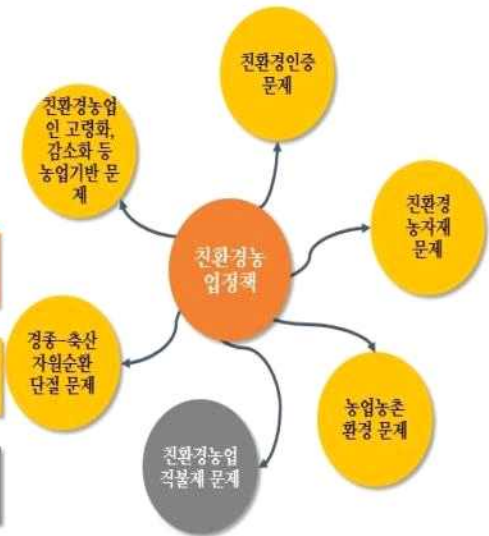 친환경인증
문제
친환경농업
인 고령화,
감소화 등
농업기반 문
제
친환경
농자재
문제
친환경농
업정책
경종-축산
자원순환
단절 문제
농업농촌
환경 문제
친환경농업
직불제 문제